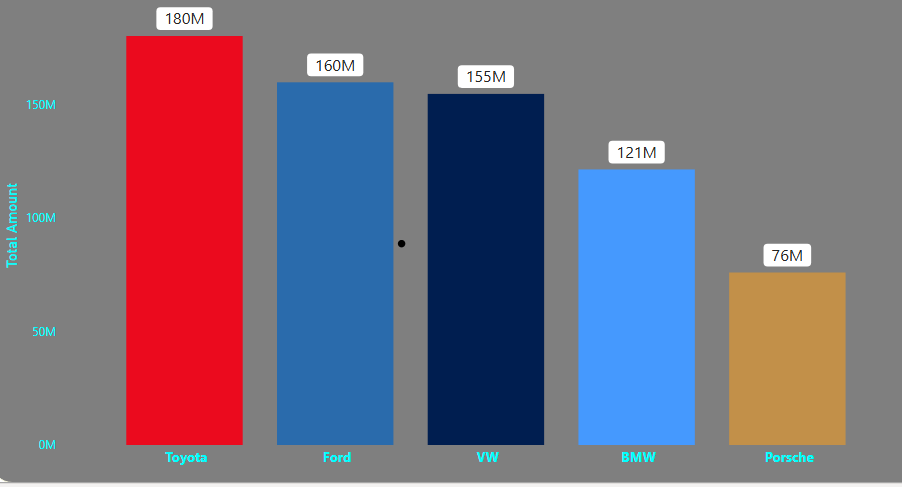 180M
160M
155M
121M
76M
150M
100M
50M
0M
Total Amount
Toyota
Ford
VW
BMW
Porsche